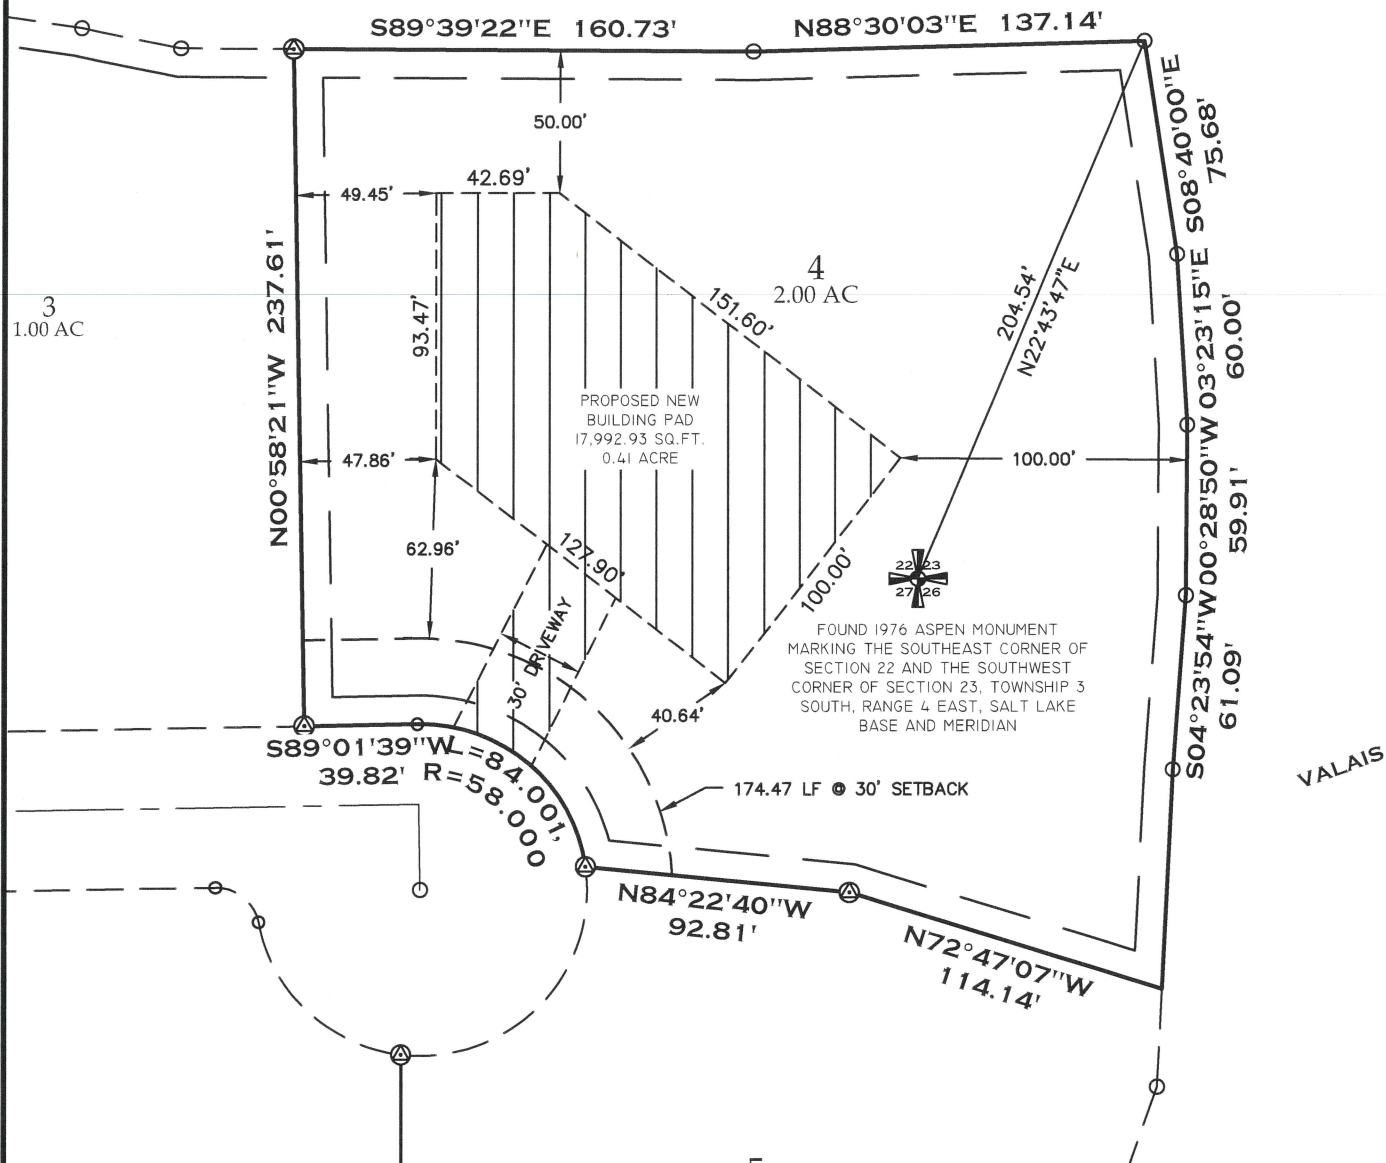 S89°39'22"E 160.73'
N88°30'03"E 137.14'
S08°40'00"E
75.68'
50.00'
42.69'
49.45'
4
2.00 AC
3
1.00 AC
N00°58'21"W 237.61'
93.47'
151.60'
204.54'
N22°43'47"E
03°23'15"E
60.00'
PROPOSED NEW
BUILDING PAD
17,992.93 SQ.FT.
0.41 ACRE
47.86'
100.00'
00°28'50"W
59.91'
62.96'
127.90'
100.00'
22 23
27 26
30' DRIVEWAY
FOUND 1976 ASPEN MONUMENT
MARKING THE SOUTHEAST CORNER OF
SECTION 22 AND THE SOUTHWEST
CORNER OF SECTION 23, TOWNSHIP 3
SOUTH, RANGE 4 EAST, SALT LAKE
BASE AND MERIDIAN
S04°23'54"W
61.09'
40.64'
S89°01'39"W
39.82'
L=84.001,
R=58.000
174.47 LF @ 30' SETBACK
VALAIS
N84°22'40"W
92.81'
N72°47'07"W
114.14'